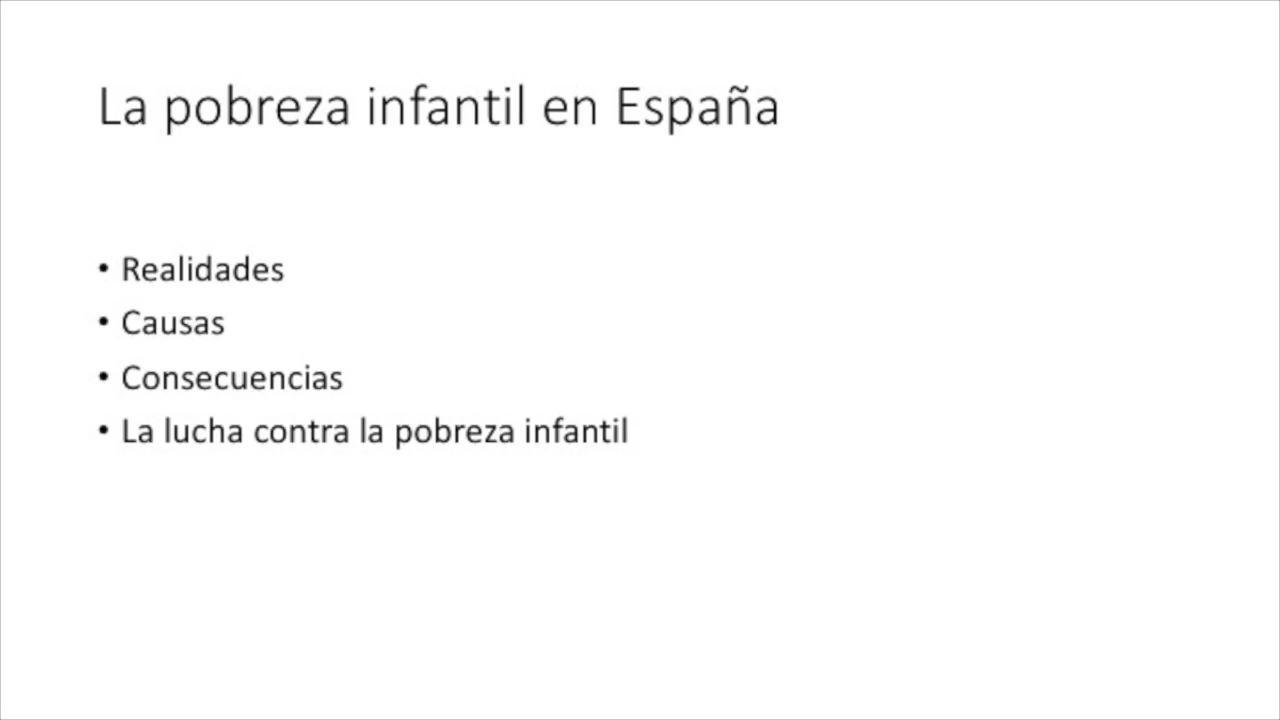 La pobreza infantil en España
• Realidades
• Causas
• Consecuencias
• La lucha contra la pobreza infantil